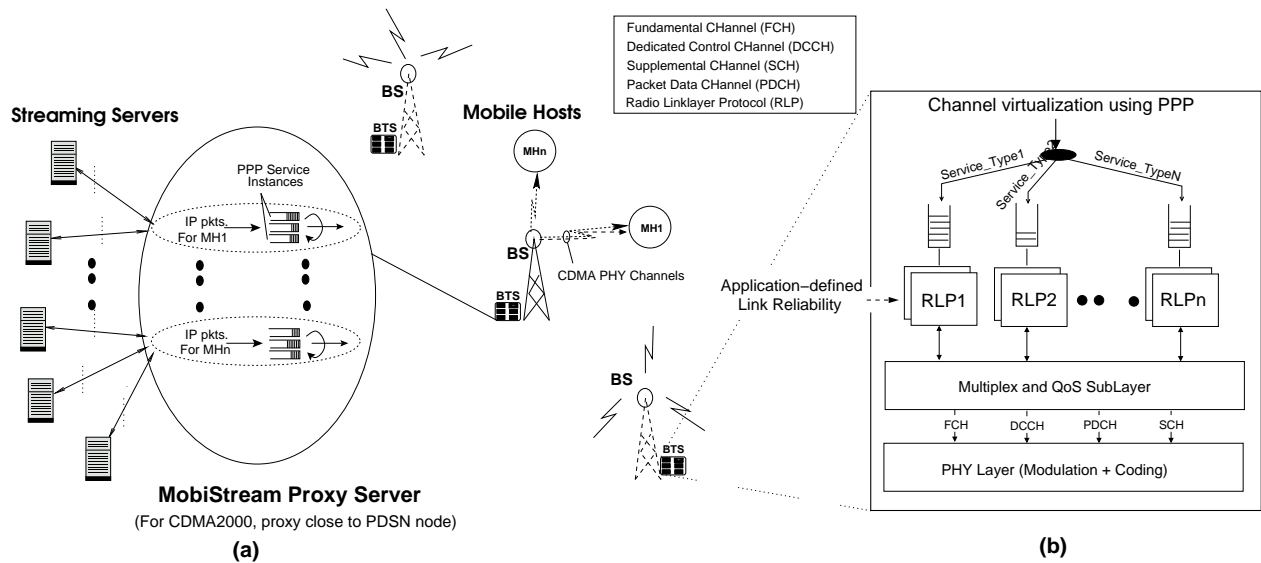 Fundamental CHannel (FCH)
Dedicated Control CHannel (DCCH)
Supplemental CHannel (SCH)
Packet Data CHannel (PDCH)
Radio Linklayer Protocol (RLP)
Streaming Servers
BS
BTS
Mobile Hosts
MHn
MH1
PPP Service
Instances
IP pkts.
For MH1
BS
CDMA PHY Channels
BTS
IP pkts.
For MHn
BS
BTS
MobiStream Proxy Server
(For CDMA2000, proxy close to PDSN node)
(a)
Channel virtualization using PPP
Service_Type1
Service_Type2
Service_TypeN
Application–defined
Link Reliability
RLP1
RLP2
RLPn
Multiplex and QoS SubLayer
FCH
DCCH
PDCH
SCH
PHY Layer (Modulation + Coding)
(b)